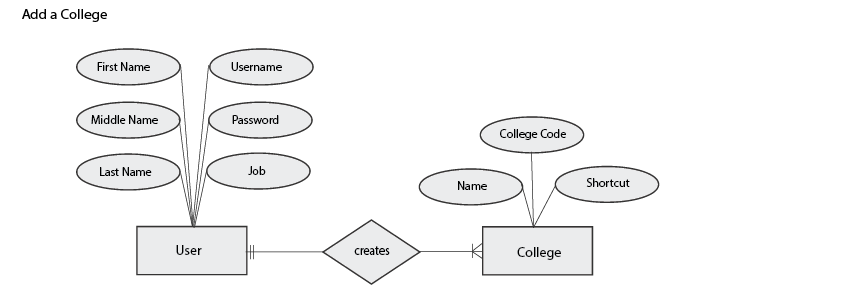 Add a College
First Name
Username
Middle Name
Password
College Code
Last Name
Job
Name
Shortcut
User
creates
College